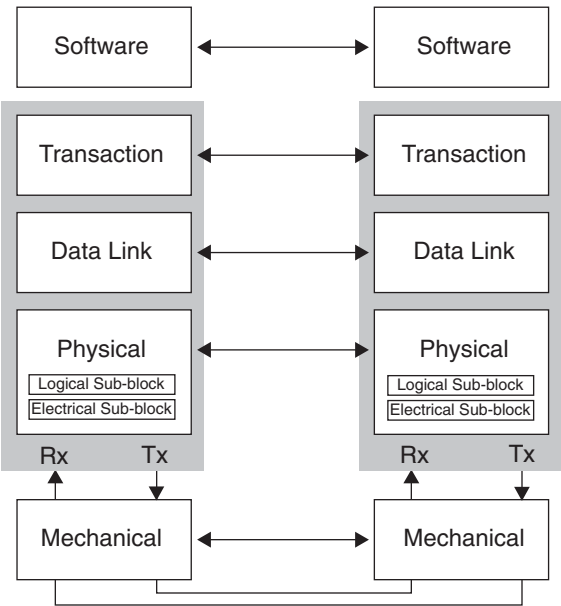 Software Software
Transaction Transaction
Data Link Data Link
Physical Physical
Logical Sub-block Logical Sub-block
Electrical Sub-block Electrical Sub-block
Rx Tx Rx Tx
Mechanical Mechanical